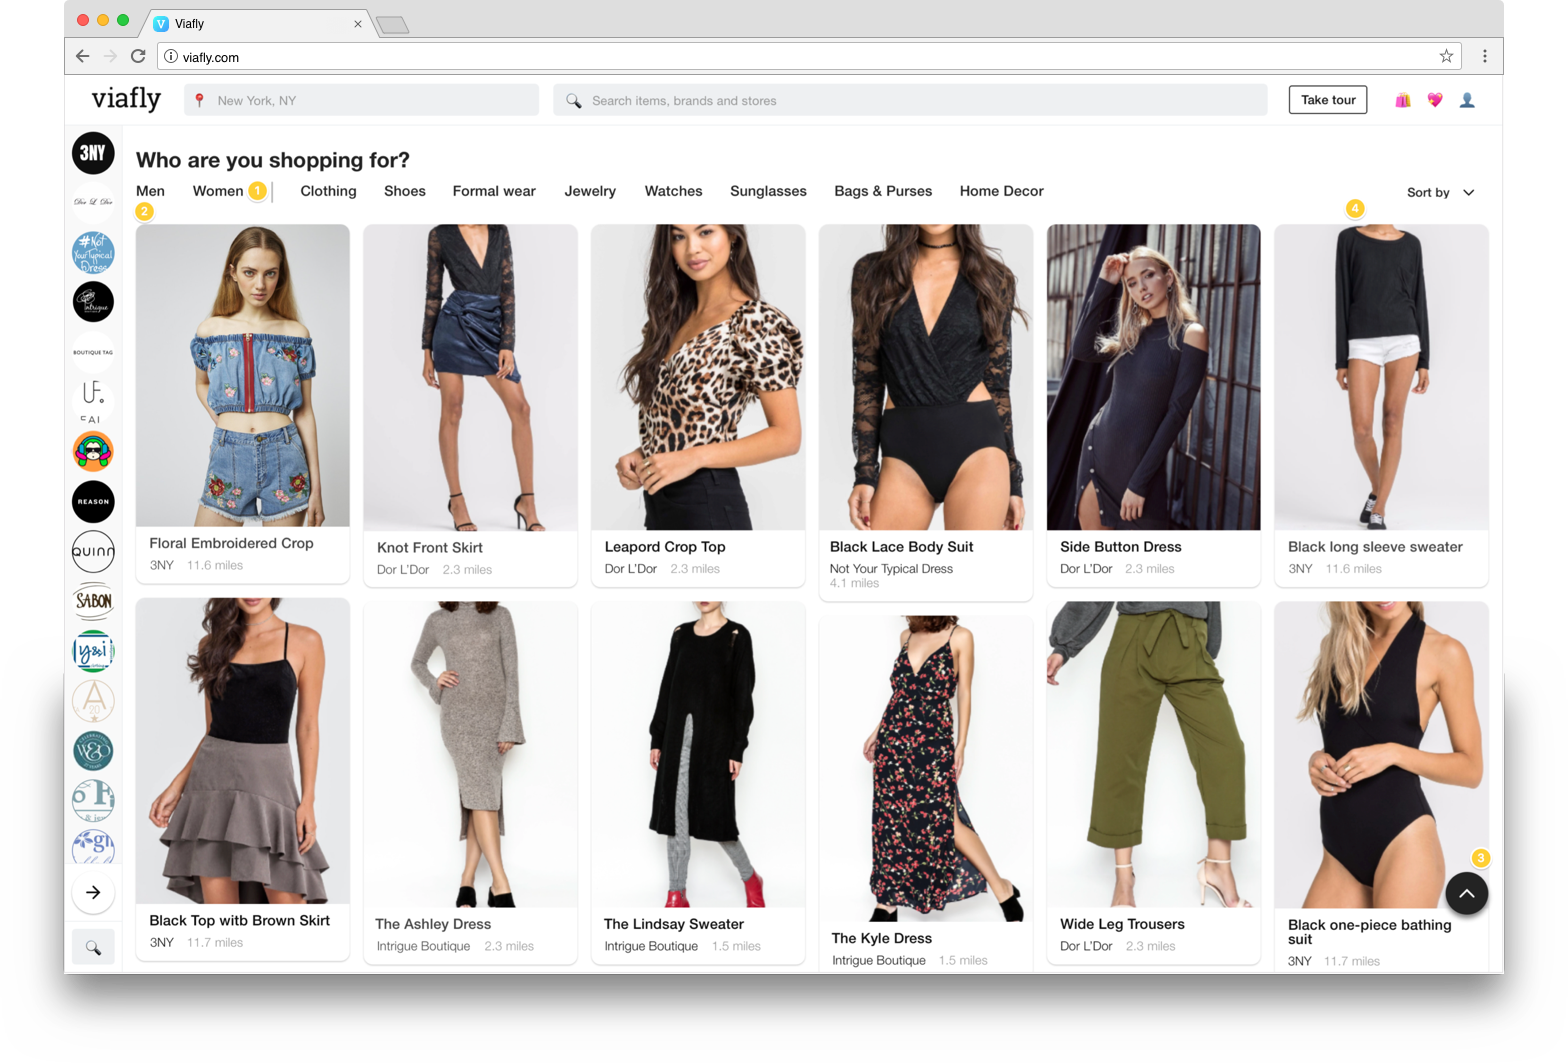 Viafly
viafly.com
viafly
New York, NY
Search items, brands and stores
Take tour
Who are you shopping for?
Men
Women
1
Clothing
Shoes
Formal wear
Jewelry
Watches
Sunglasses
Bags & Purses
Home Decor
Sort by
2
4
3NY
Dor L Dor
#Not
YourTypical
Dress
Intrigue
BOUTIQUE TAG
UF.
REASON
QUINN
SABON
y&i
A
20
W&O
& is
gl
Floral Embroidered Crop
3NY 11.6 miles
Knot Front Skirt
Dor L'Dor 2.3 miles
Leapord Crop Top
Dor L'Dor 2.3 miles
Black Lace Body Suit
Not Your Typical Dress
4.1 miles
Side Button Dress
Dor L'Dor 2.3 miles
Black long sleeve sweater
3NY 11.6 miles
Black Top witb Brown Skirt
3NY 11.7 miles
The Ashley Dress
Intrigue Boutique 2.3 miles
The Lindsay Sweater
Intrigue Boutique 1.5 miles
The Kyle Dress
Intrigue Boutique 1.5 miles
Wide Leg Trousers
Dor L'Dor 2.3 miles
3
Black one-piece bathing
suit
3NY 11.7 miles